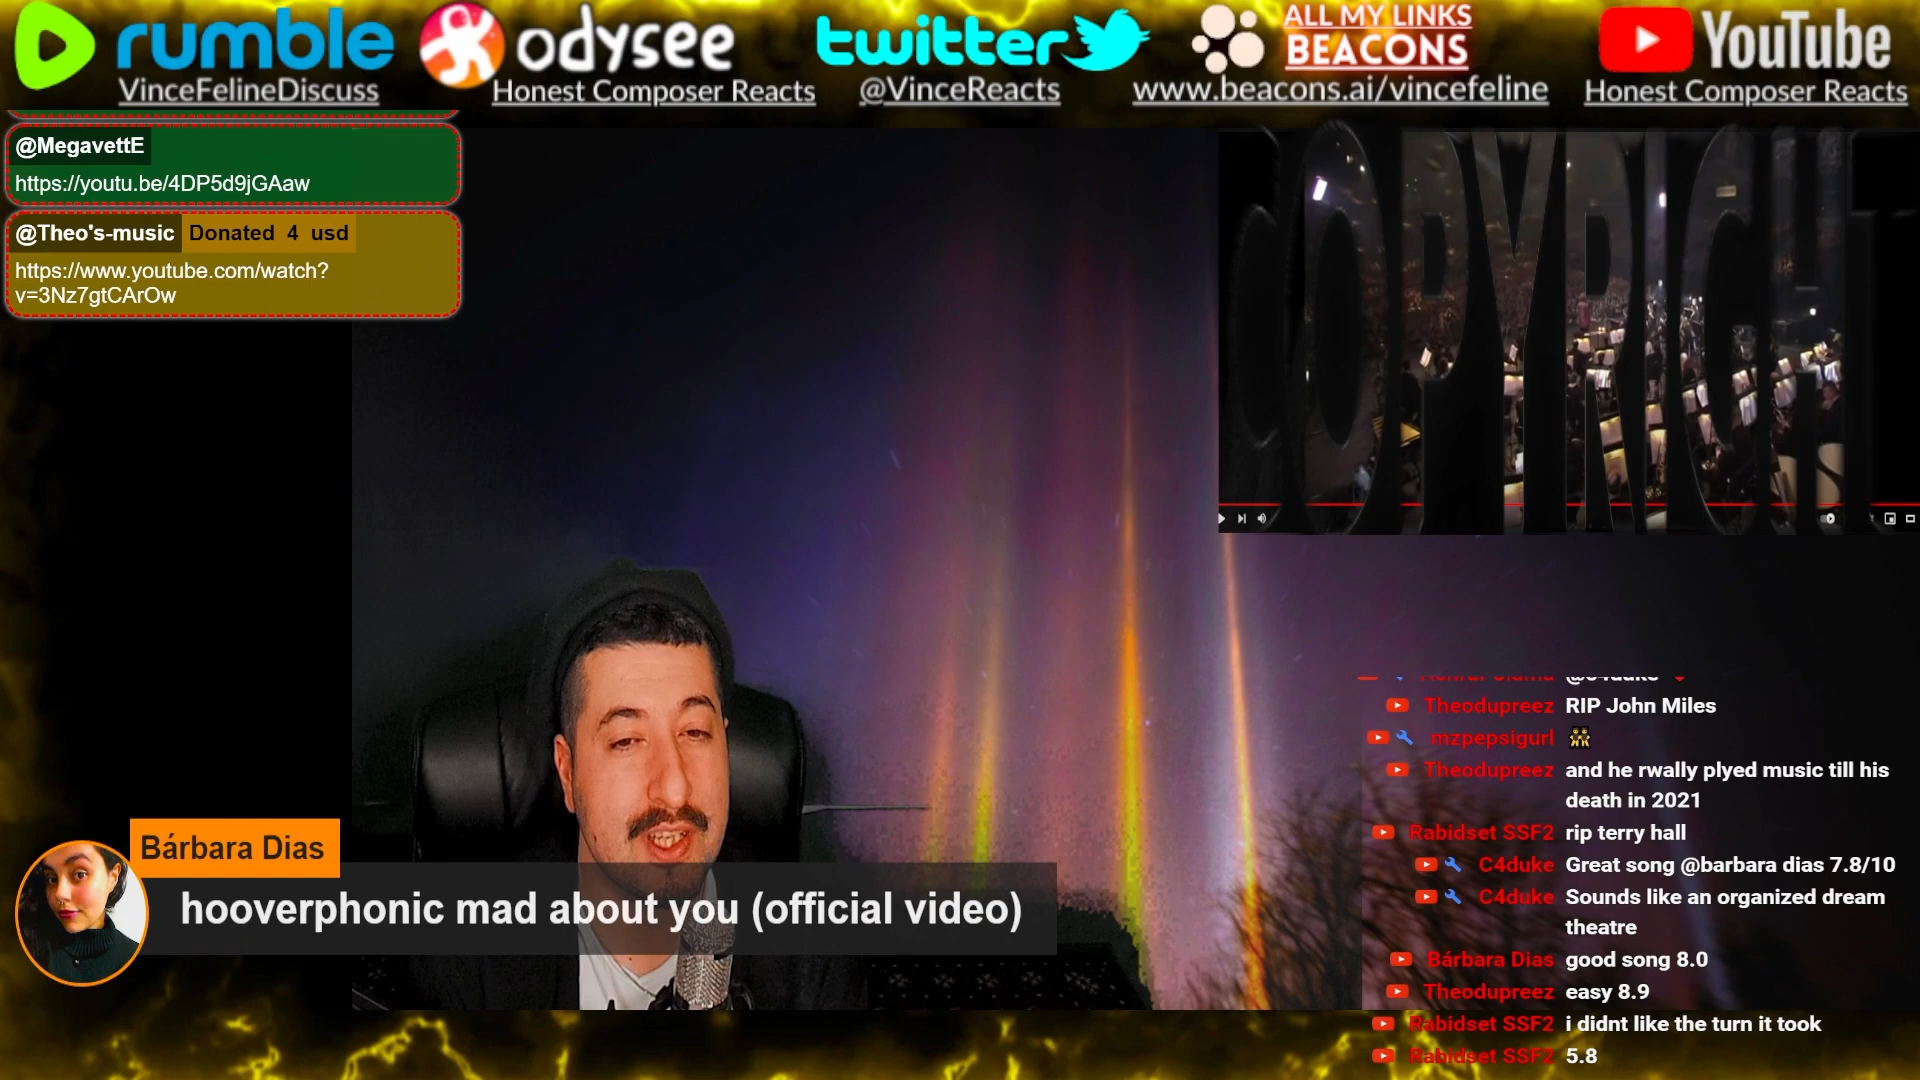 rumble
VinceFelineDiscuss
odysee
Honest Composer Reacts
twitter
@VinceReacts
ALL MY LINKS
BEACONS
www.beacons.ai/vincefeline
YouTube
Honest Composer Reacts
@MegavettE
https://youtu.be/4DP5d9jGAaw
@Theo's-music Donated 4 usd
https://www.youtube.com/watch?
v=3Nz7gtCArOw
COPYRIGHT
Theodupreez RIP John Miles
mzpepsigurl
Theodupreez and he rwally plyed music till his
death in 2021
Rabidset SSF2 rip terry hall
C4duke Great song @barbara dias 7.8/10
C4duke Sounds like an organized dream
theatre
Bárbara Dias good song 8.0
Theodupreez easy 8.9
Rabidset SSF2 i didnt like the turn it took
Rabidset SSF2 5.8
Bárbara Dias
hooverphonic mad about you (official video)